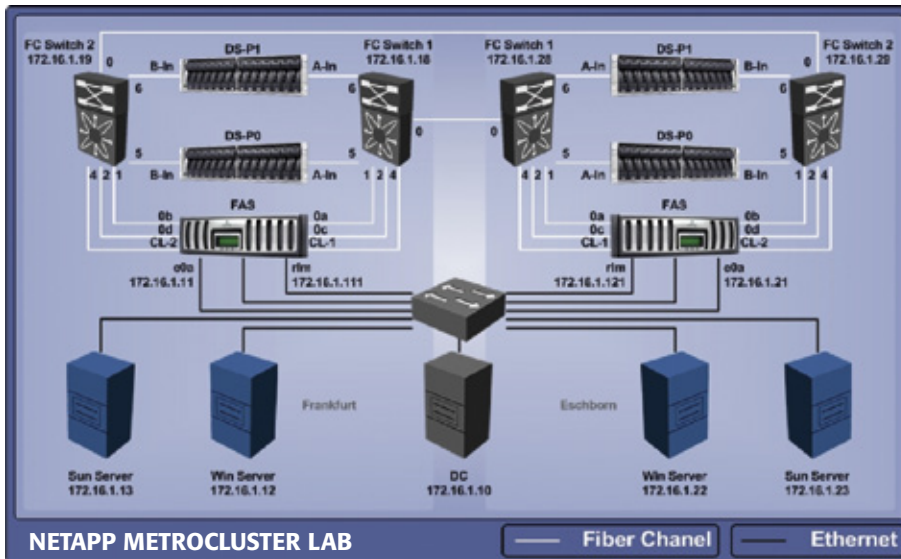 FC Switch 2
172.16.1.19
0
B-In
DS-P1
A-In
FC Switch 1
172.16.1.18
FC Switch 1
172.16.1.28
A-In
DS-P1
B-In
0
FC Switch 2
172.16.1.29
6
6
6
6
0
0
DS-P0
DS-P0
5
B-In
A-In
5
5
A-In
B-In
5
4 2 1
1 2 4
4 2 1
1 2 4
FAS
FAS
0b
0d
CL-2
0a
0c
CL-1
0a
0c
CL-1
0b
0d
CL-2
e0a
172.16.1.11
rlm
172.16.1.111
rlm
172.16.1.121
e0a
172.16.1.21
Frankfurt
Eschborn
Sun Server
172.16.1.13
Win Server
172.16.1.12
DC
172.16.1.10
Win Server
172.16.1.22
Sun Server
172.16.1.23
NETAPP METROCLUSTER LAB
Fiber Chanel
Ethernet